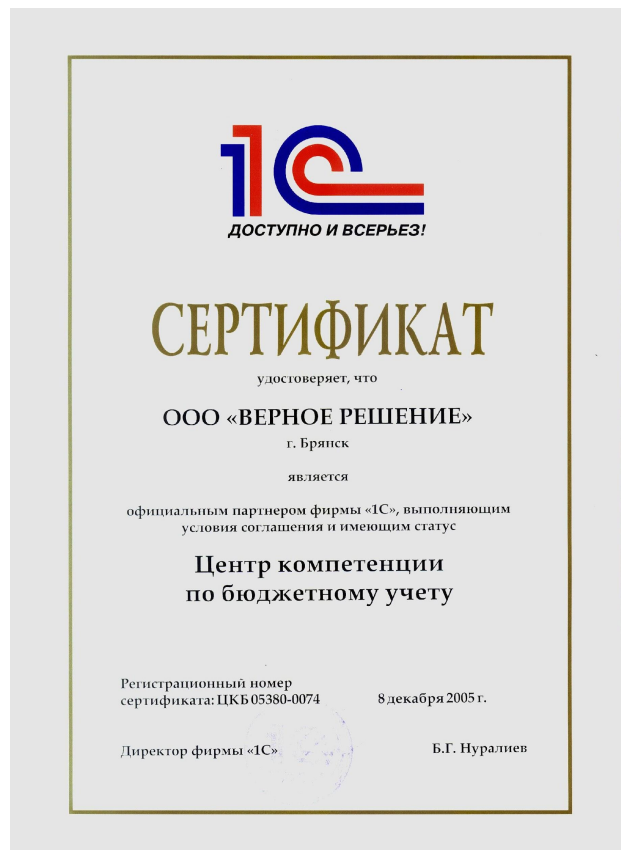 1С
ДОСТУПНО И ВСЕРЬЕЗ!
СЕРТИФИКАТ
удостоверяет, что
ООО «ВЕРНОЕ РЕШЕНИЕ»
г. Брянск
является
официальным партнером фирмы «1С», выполняющим
условия соглашения и имеющим статус
Центр компетенции
по бюджетному учету
Регистрационный номер
сертификата: ЦКБ 05380-0074 8 декабря 2005 г.
Директор фирмы «1С» Б.Г. Нуралиев